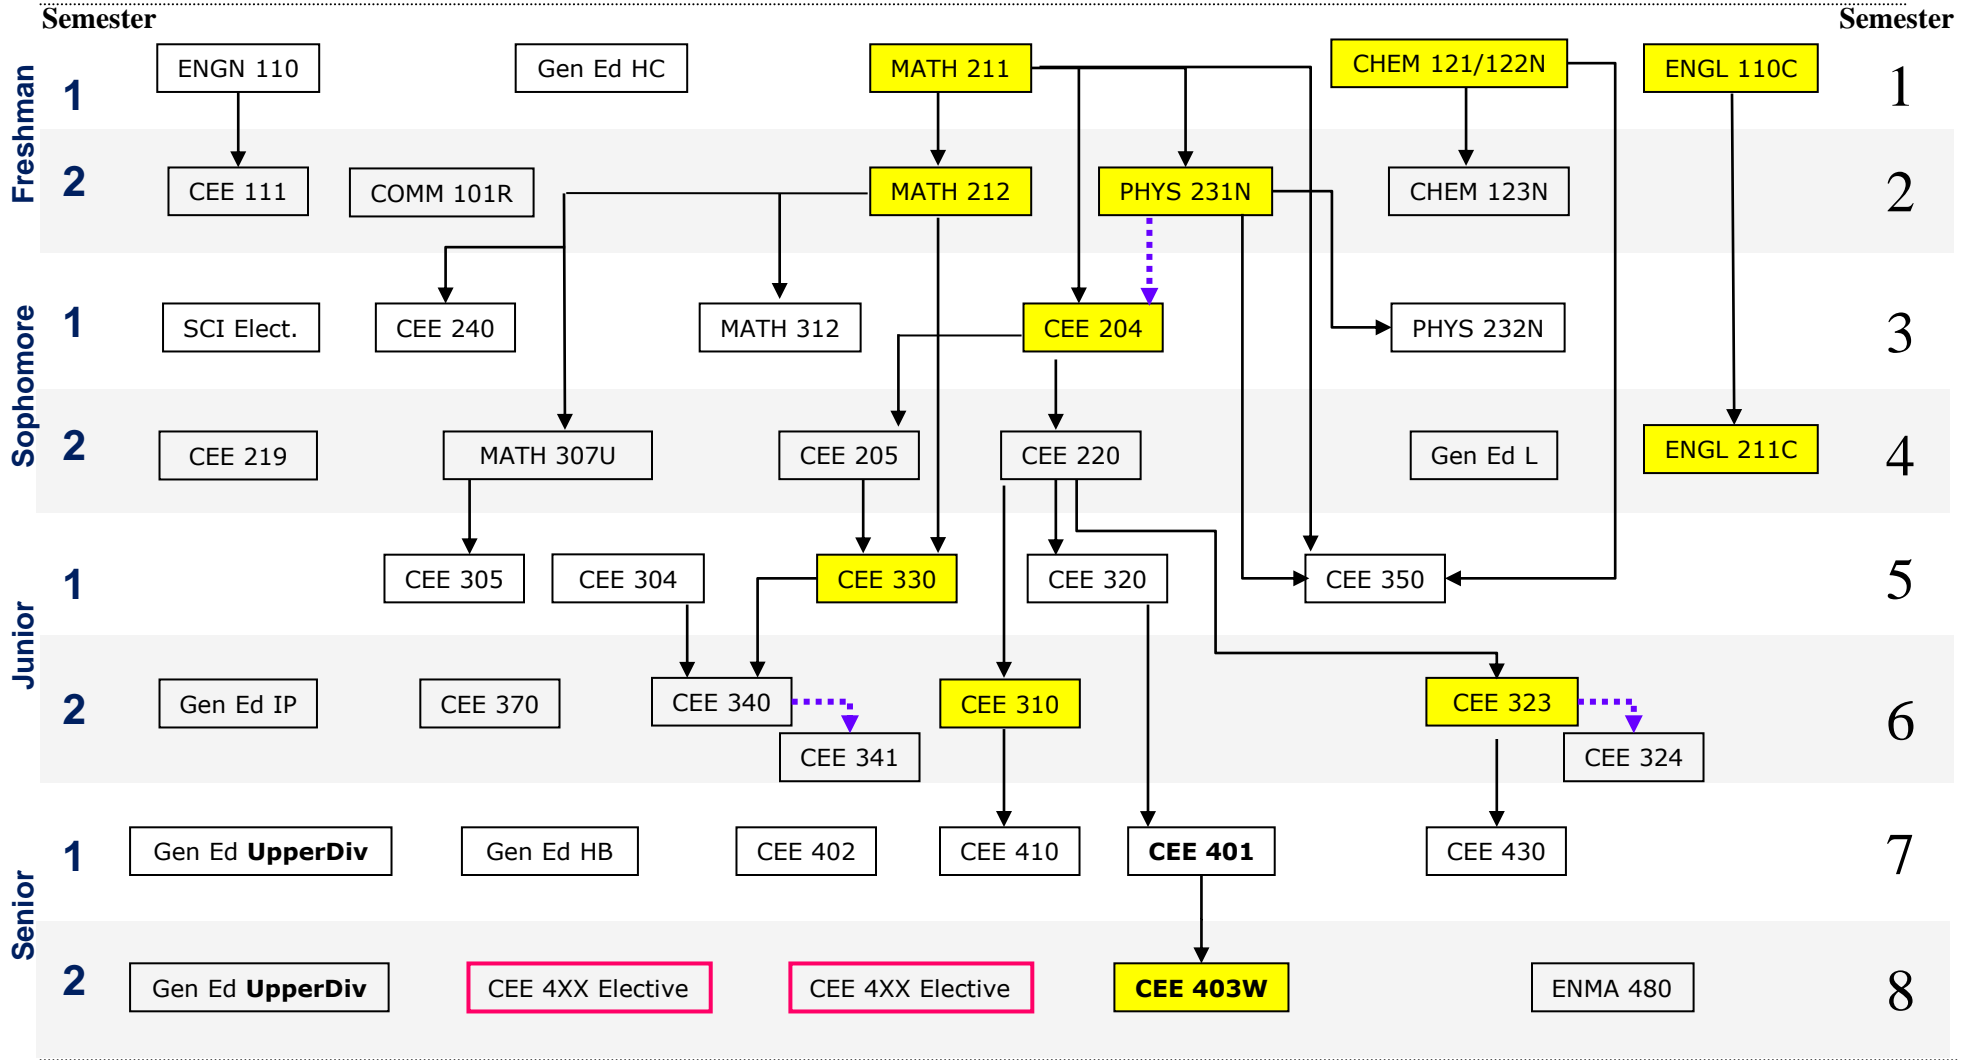 Semester
Semester
Freshman
1
ENGN 110
Gen Ed HC
MATH 211
CHEM 121/122N
ENGL 110C
1
2
CEE 111
COMM 101R
MATH 212
PHYS 231N
CHEM 123N
2
Sophomore
1
SCI Elect.
CEE 240
MATH 312
CEE 204
PHYS 232N
3
2
CEE 219
MATH 307U
CEE 205
CEE 220
Gen Ed L
ENGL 211C
4
Junior
1
CEE 305
CEE 304
CEE 330
CEE 320
CEE 350
5
2
Gen Ed IP
CEE 370
CEE 340
CEE 341
CEE 310
CEE 323
CEE 324
6
Senior
1
Gen Ed UpperDiv
Gen Ed HB
CEE 402
CEE 410
CEE 401
CEE 430
7
2
Gen Ed UpperDiv
CEE 4XX Elective
CEE 4XX Elective
CEE 403W
ENMA 480
8